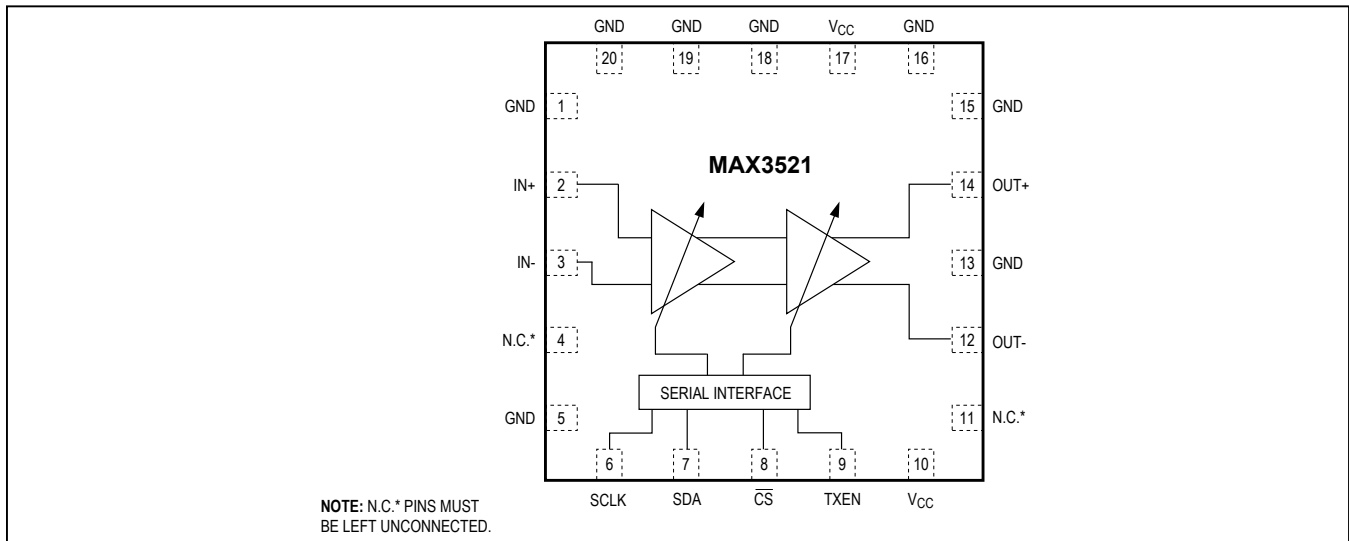 GND GND GND VCC GND
20 19 18 17 16
GND 1 15 GND
MAX3521
IN+ 2 14 OUT+
IN- 3 13 GND
N.C.* 4 12 OUT-
SERIAL INTERFACE
GND 5 11 N.C.*
6 7 8 9 10
SCLK SDA C̅S̅ TXEN VCC
NOTE: N.C.* PINS MUST
BE LEFT UNCONNECTED.